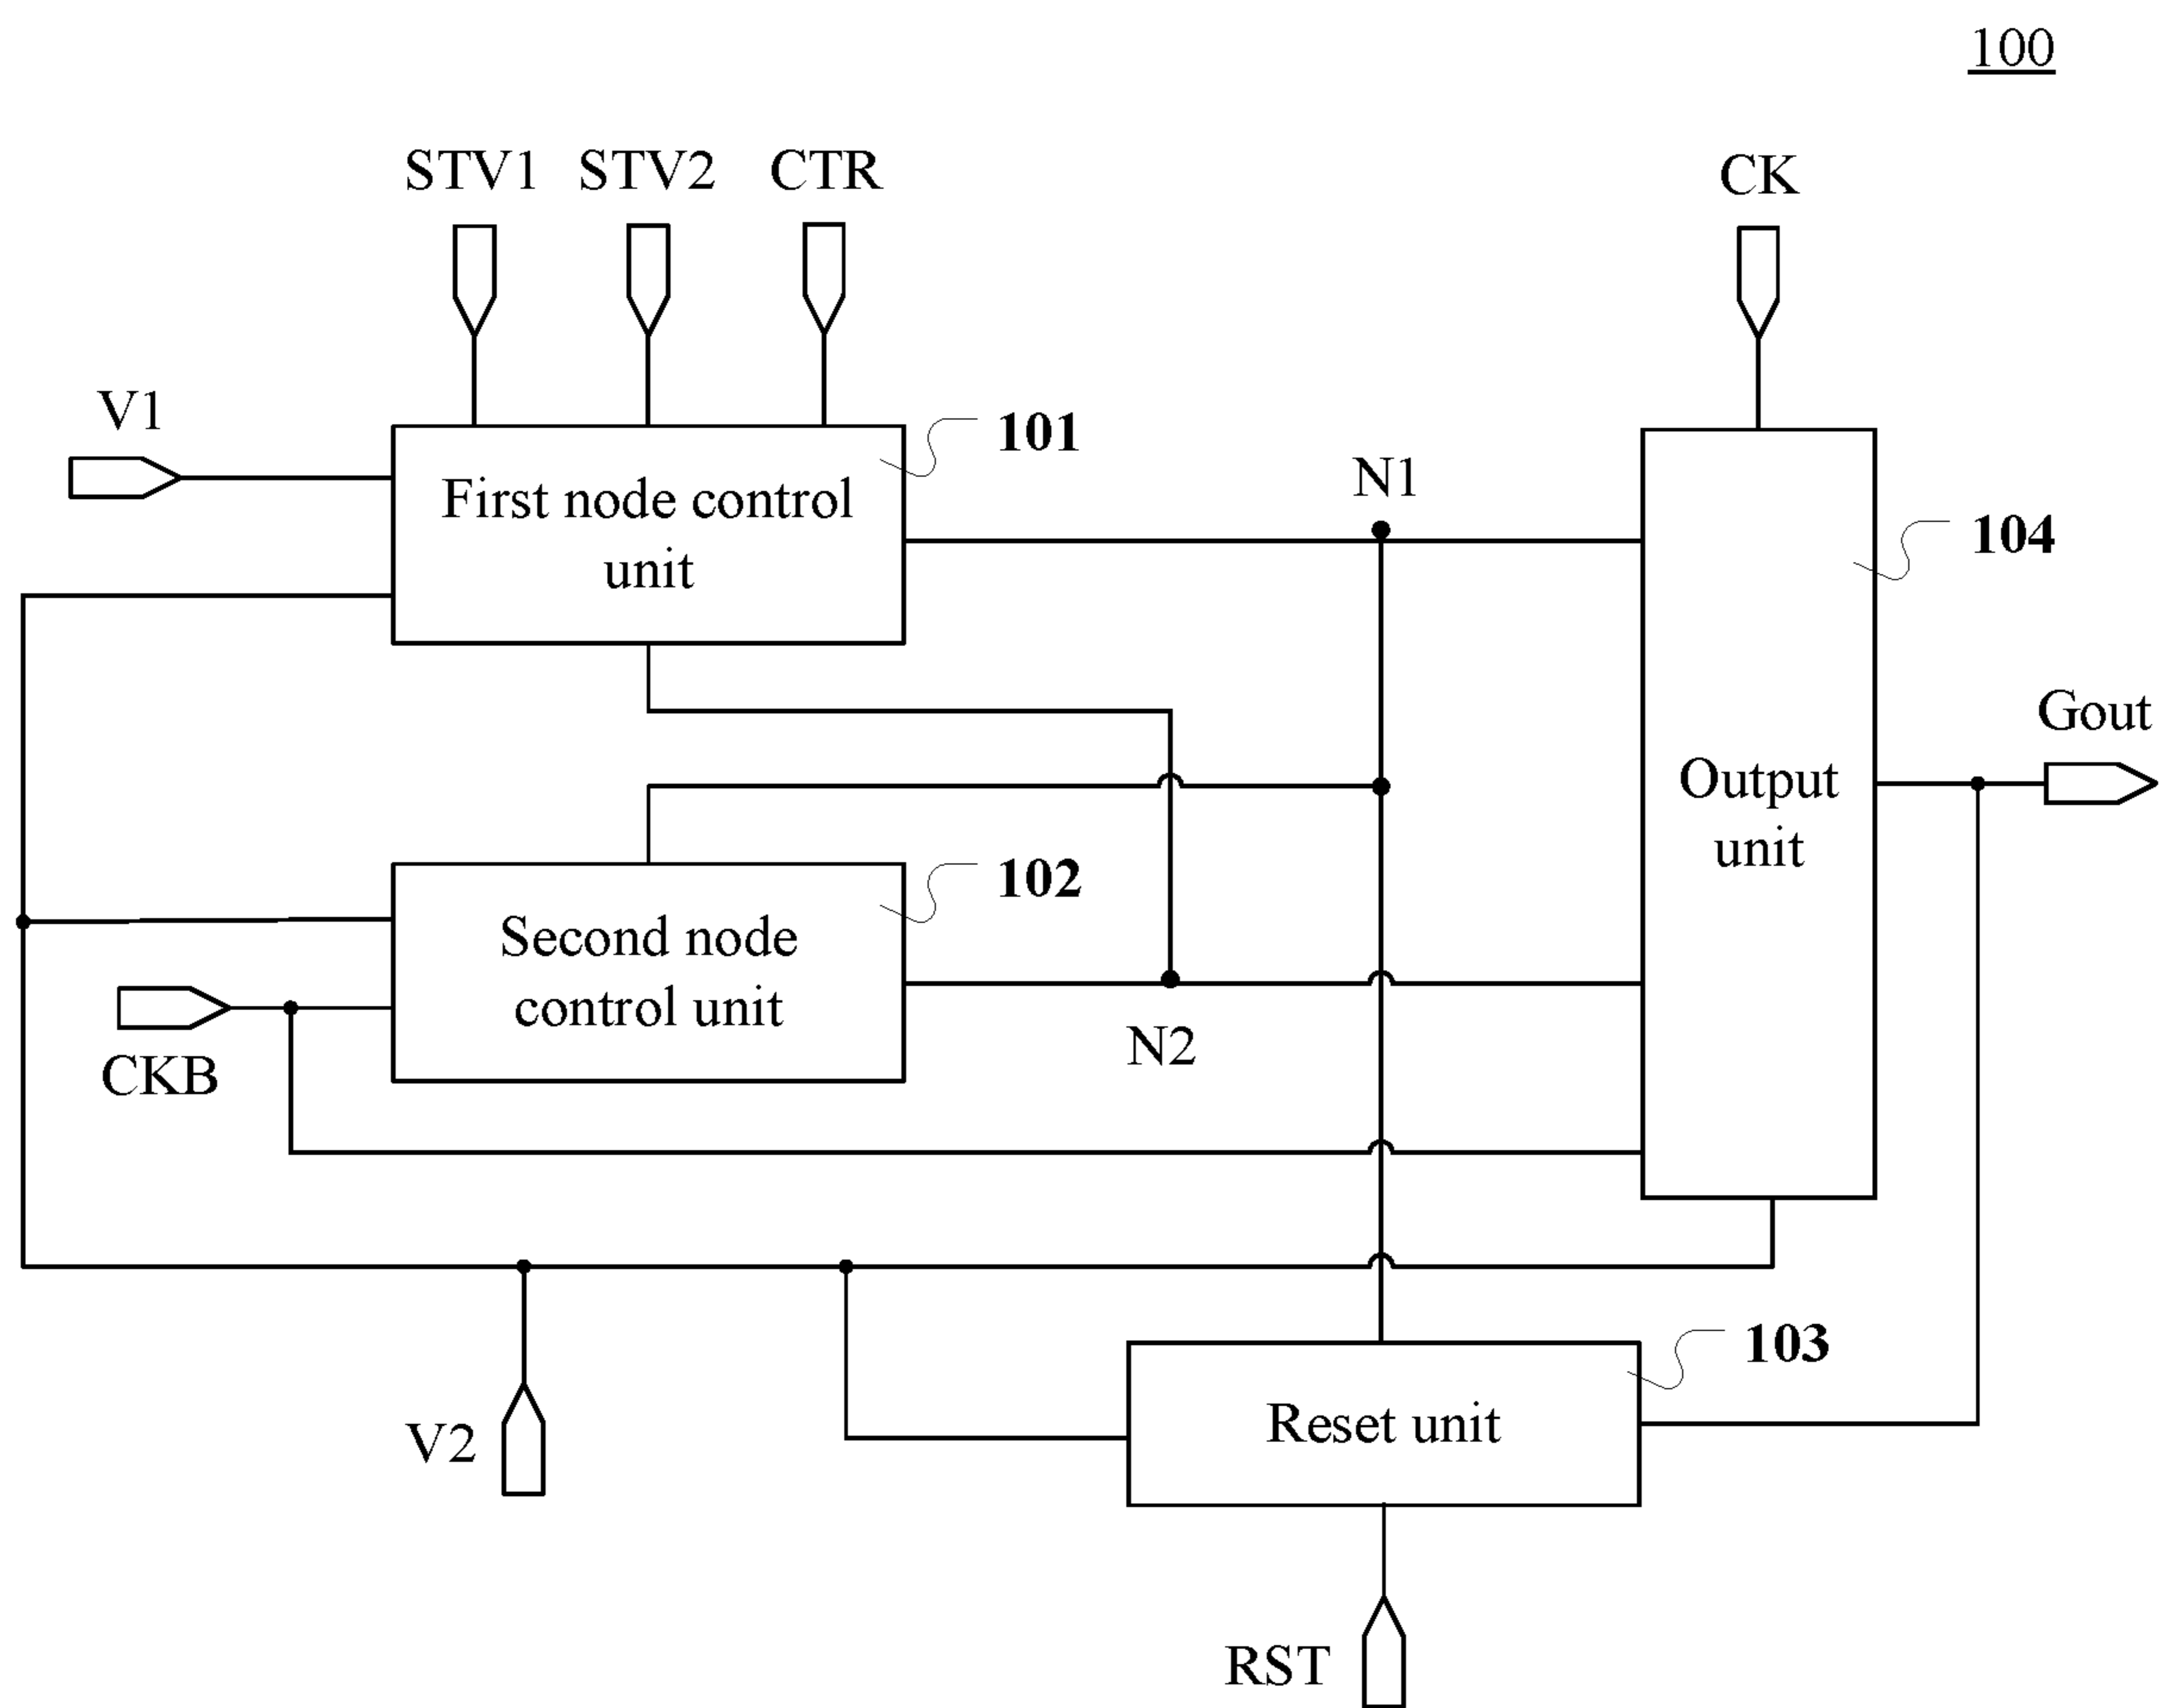 100
STV1 STV2 CTR
CK
V1
101
First node control
unit
N1
104
Gout
Output
unit
102
Second node
control unit
N2
CKB
103
Reset unit
V2
RST